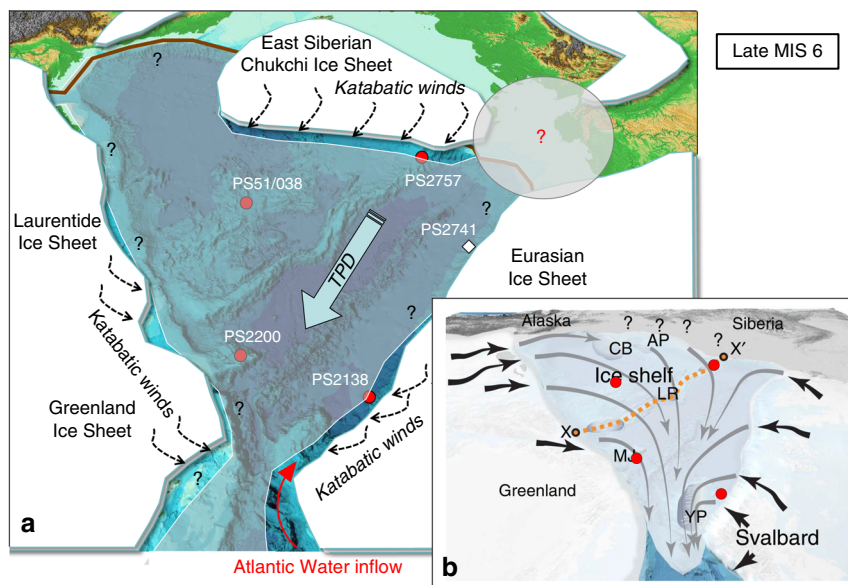 East Siberian
Chukchi Ice Sheet
Katabatic winds
Late MIS 6
?
?
PS51/038
PS2757
?
?
PS2741
?
Laurentide
Ice Sheet
TPD
Eurasian
Ice Sheet
Katabatic winds
PS2200
?
PS2138
?
Greenland
Ice Sheet
Katabatic winds
?
a
Atlantic Water inflow
Alaska
?
?
?
?
Siberia
CB
AP
X′
Ice shelf
LR
X
MJ
Greenland
YP
Svalbard
b